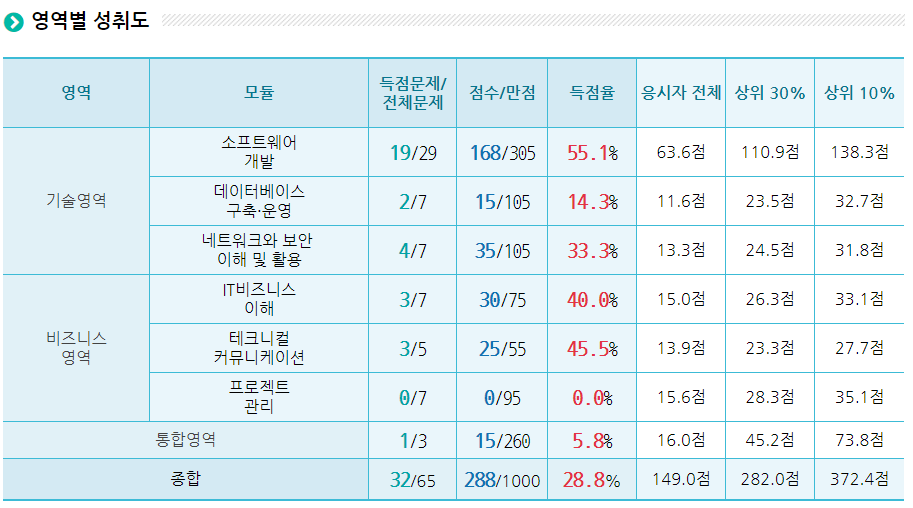 영역별 성취도
영역 모듈 득점문제/전체문제 점수/만점 득점율 응시자 전체 상위 30% 상위 10%
기술영역 소프트웨어 개발 19/29 168/305 55.1% 63.6점 110.9점 138.3점
데이터베이스 구축·운영 2/7 15/105 14.3% 11.6점 23.5점 32.7점
네트워크와 보안 이해 및 활용 4/7 35/105 33.3% 13.3점 24.5점 31.8점
비즈니스 영역 IT비즈니스 이해 3/7 30/75 40.0% 15.0점 26.3점 33.1점
테크니컬 커뮤니케이션 3/5 25/55 45.5% 13.9점 23.3점 27.7점
프로젝트 관리 0/7 0/95 0.0% 15.6점 28.3점 35.1점
통합영역 1/3 15/260 5.8% 16.0점 45.2점 73.8점
종합 32/65 288/1000 28.8% 149.0점 282.0점 372.4점